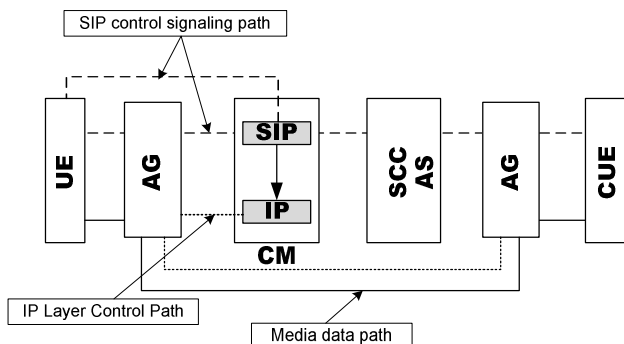 SIP control signaling path
UE
AG
SIP
IP
CM
SCC
AS
AG
CUE
IP Layer Control Path
Media data path